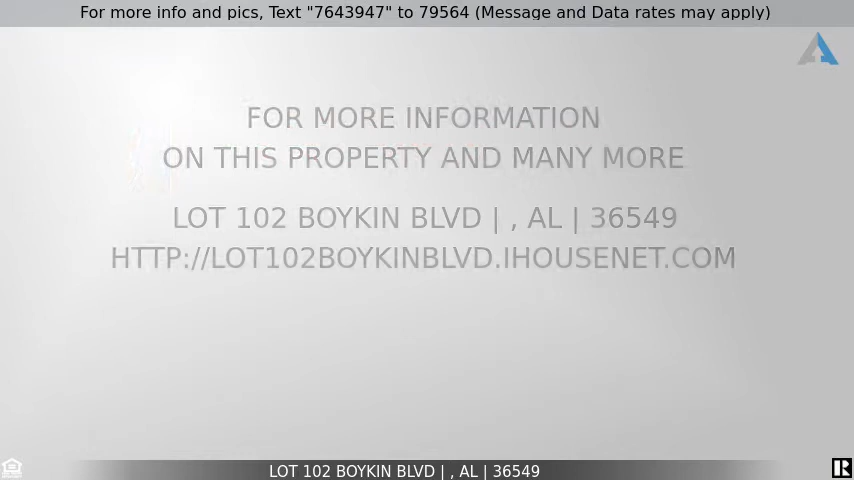 For more info and pics, Text "7643947" to 79564 (Message and Data rates may apply)
FOR MORE INFORMATION
ON THIS PROPERTY AND MANY MORE
LOT 102 BOYKIN BLVD | , AL | 36549
HTTP://LOT102BOYKINBLVD.IHOUSENET.COM
LOT 102 BOYKIN BLVD | , AL | 36549